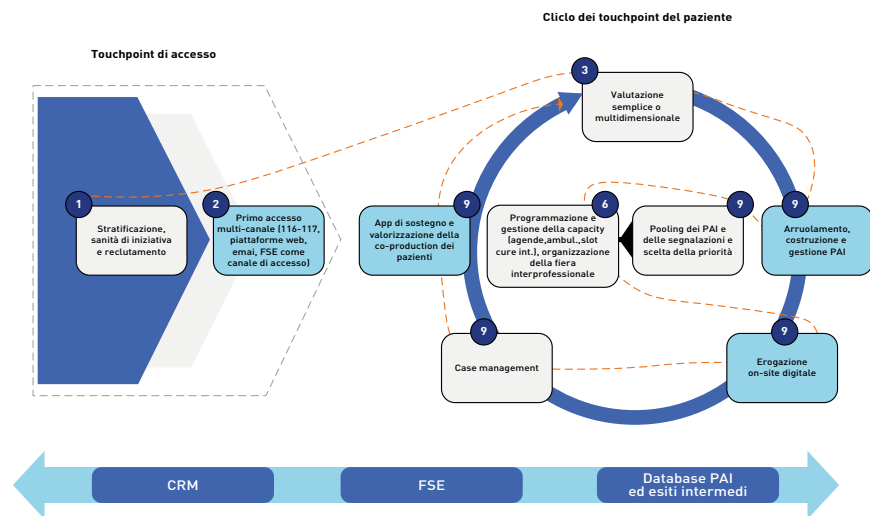 Cliclo dei touchpoint del paziente
Touchpoint di accesso
3
Valutazione
semplice o
multidimensionale
1
Stratificazione,
sanità di iniziativa
e reclutamento
2
Primo accesso
multi-canale (116-117,
piattaforme web,
emai, FSE come
canale di accesso)
9
App di sostegno e
valorizzazione della
co-production dei
pazienti
6
Programmazione e
gestione della capacity
(agende,ambul.,slot
cure int.), organizzazione
della fiera
interprofessionale
9
Pooling dei PAI e
delle segnalazioni e
scelta della priorità
9
Arruolamento,
costruzione e
gestione PAI
9
Case management
9
Erogazione
on-site digitale
CRM
FSE
Database PAI
ed esiti intermedi